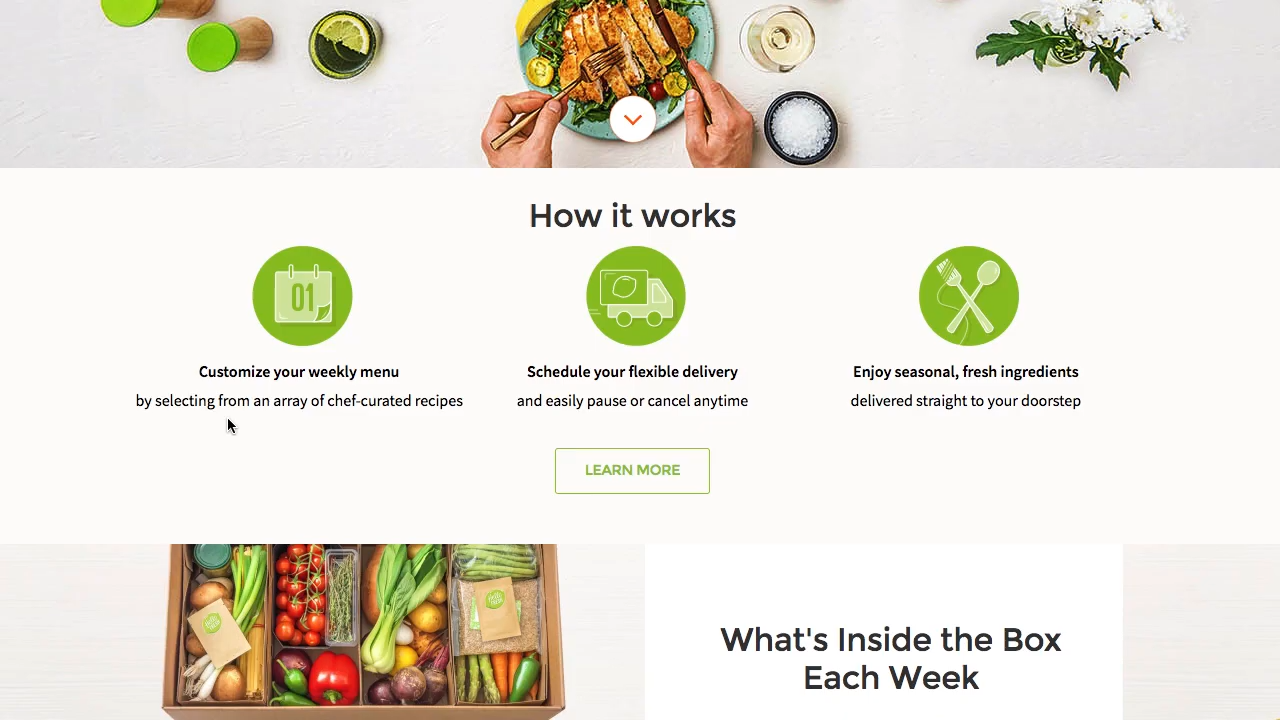 How it works
01
Customize your weekly menu
by selecting from an array of chef-curated recipes
Schedule your flexible delivery
and easily pause or cancel anytime
Enjoy seasonal, fresh ingredients
delivered straight to your doorstep
LEARN MORE
What's Inside the Box
Each Week